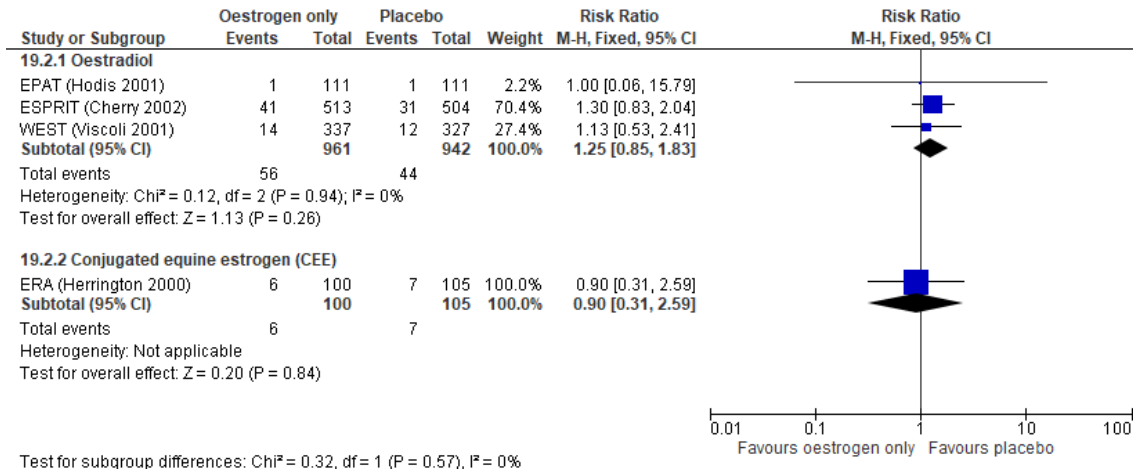 Oestrogen only Placebo Risk Ratio Risk Ratio
Study or Subgroup Events Total Events Total Weight M-H, Fixed, 95% CI M-H, Fixed, 95% CI
19.2.1 Oestradiol
EPAT (Hodis 2001) 1 111 1 111 2.2% 1.00 [0.06, 15.79]
ESPRIT (Cherry 2002) 41 513 31 504 70.4% 1.30 [0.83, 2.04]
WEST (Viscoli 2001) 14 337 12 327 27.4% 1.13 [0.53, 2.41]
Subtotal (95% CI) 961 942 100.0% 1.25 [0.85, 1.83]
Total events 56 44
Heterogeneity: Chi² = 0.12, df = 2 (P = 0.94); I² = 0%
Test for overall effect: Z = 1.13 (P = 0.26)
19.2.2 Conjugated equine estrogen (CEE)
ERA (Herrington 2000) 6 100 7 105 100.0% 0.90 [0.31, 2.59]
Subtotal (95% CI) 100 105 100.0% 0.90 [0.31, 2.59]
Total events 6 7
Heterogeneity: Not applicable
Test for overall effect: Z = 0.20 (P = 0.84)
0.01 0.1 1 10 100
Favours oestrogen only Favours placebo
Test for subgroup differences: Chi² = 0.32, df = 1 (P = 0.57), I² = 0%